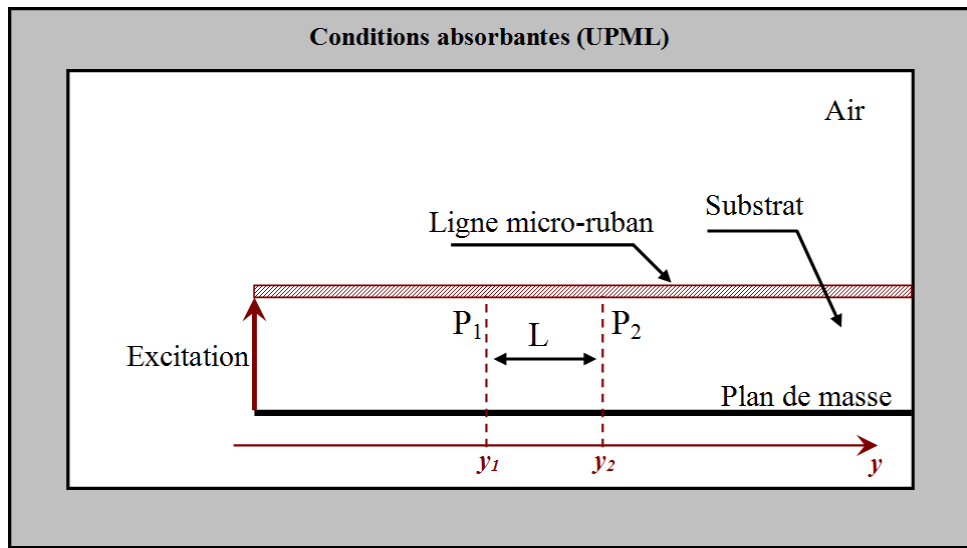 Conditions absorbantes (UPML)
Air
Substrat
Ligne micro-ruban
P₁
L
P₂
Excitation
Plan de masse
y₁
y₂
y